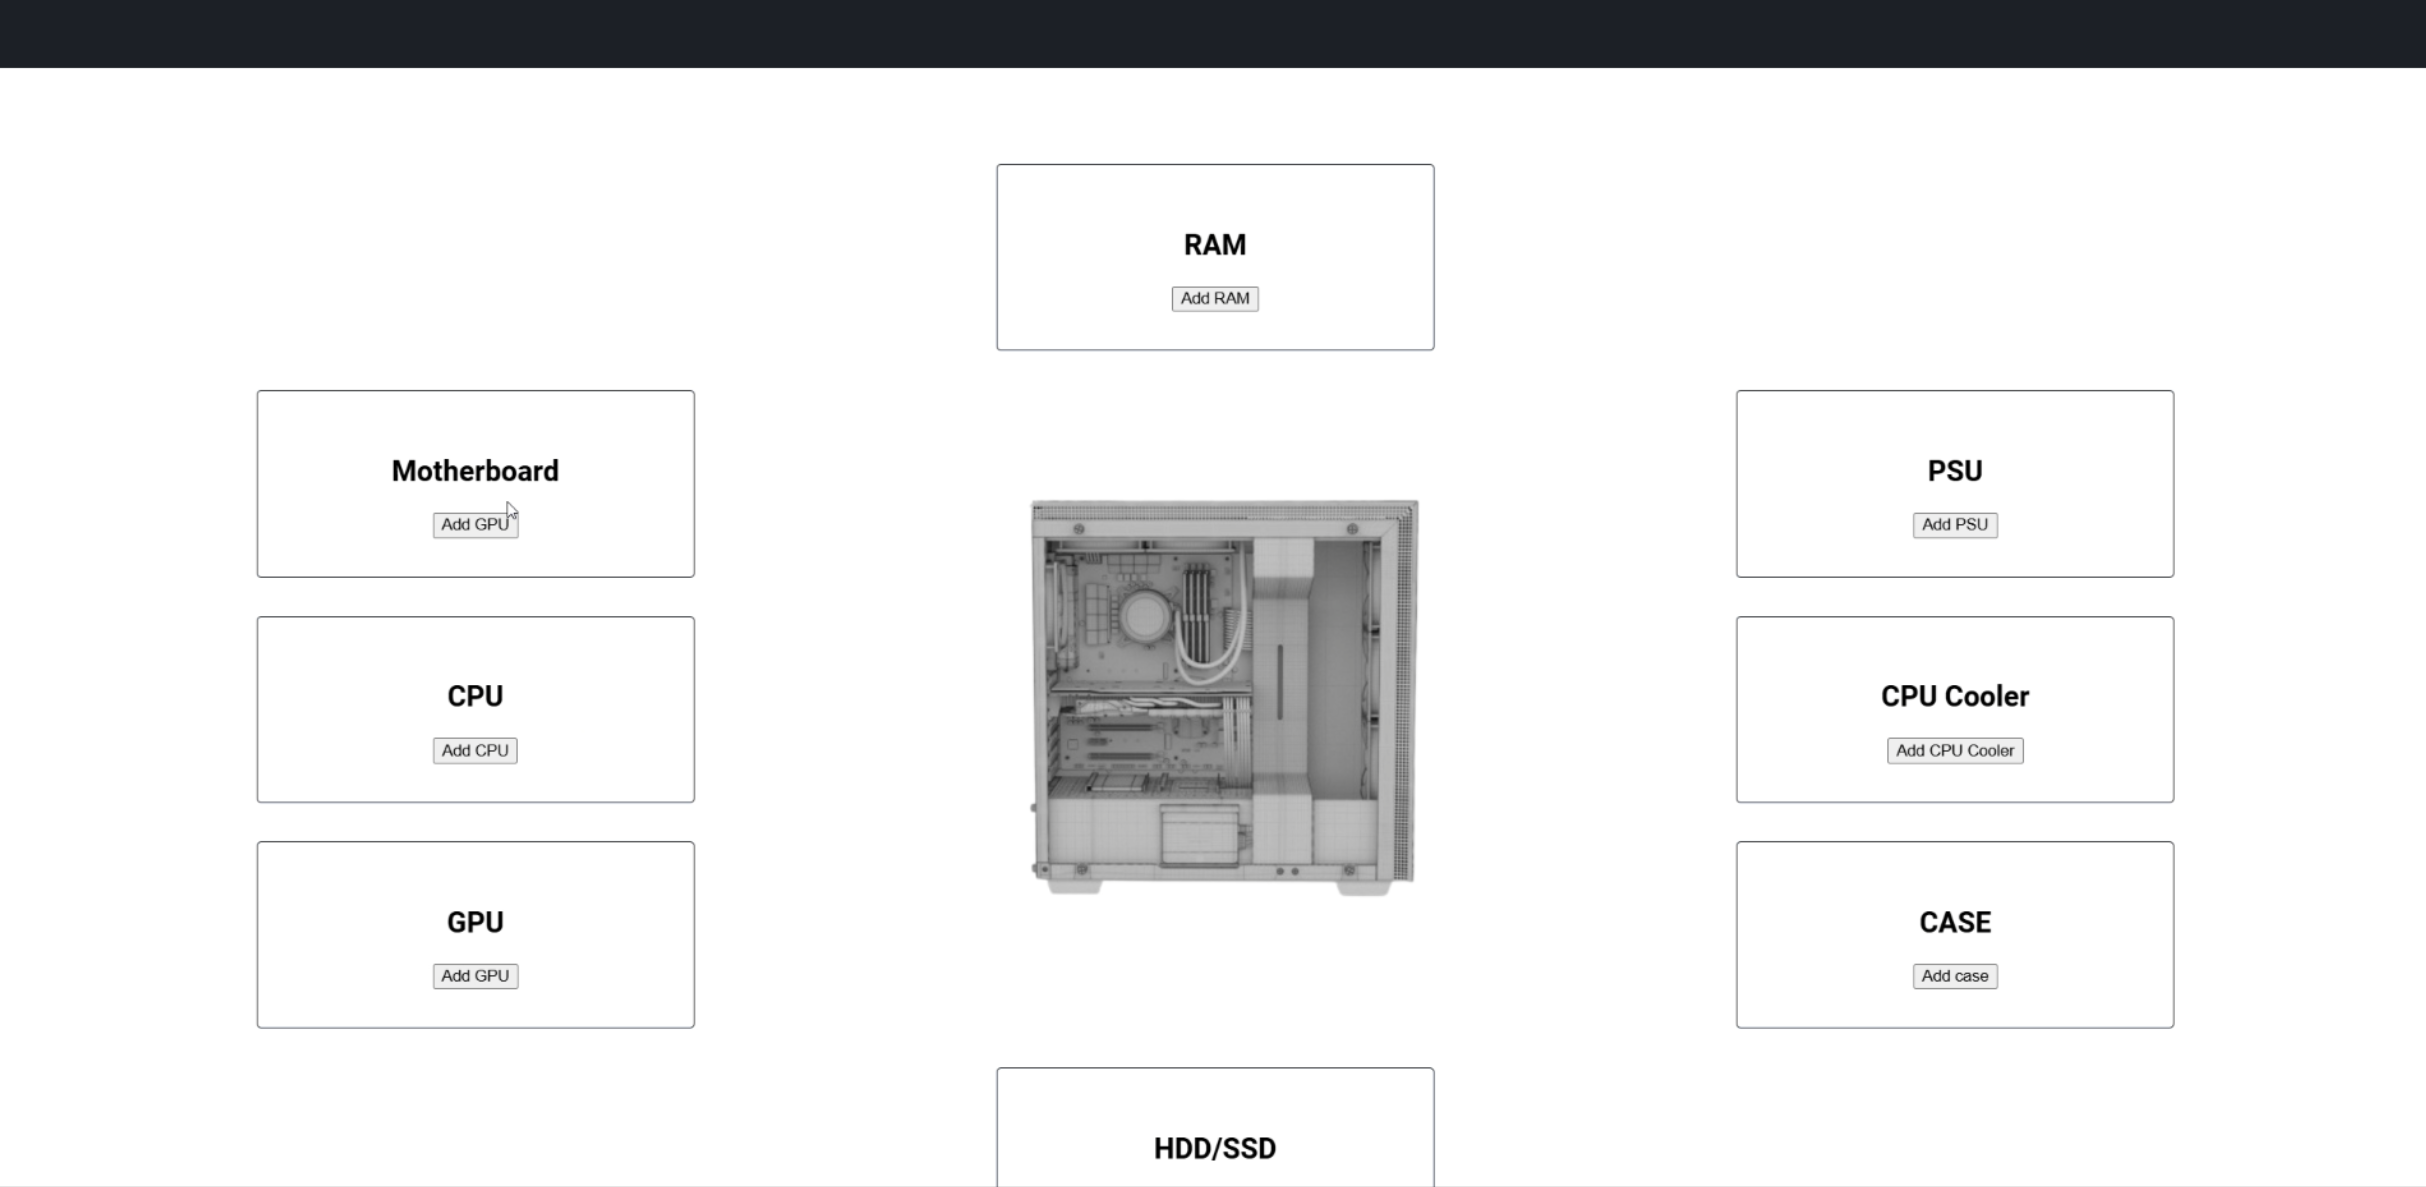 RAM
Add RAM
Motherboard
Add GPU
PSU
Add PSU
CPU
Add CPU
CPU Cooler
Add CPU Cooler
GPU
Add GPU
CASE
Add case
HDD/SSD